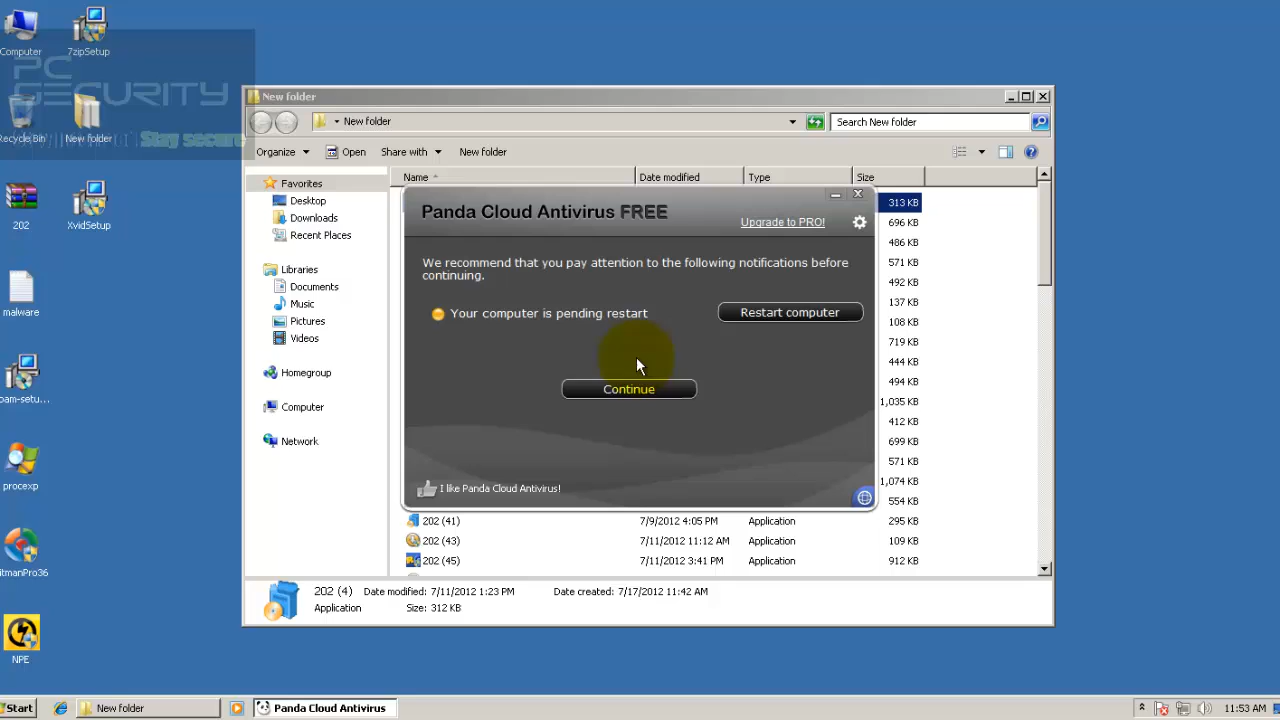 Computer
7zipSetup
PC
SECURITY
Recycle Bin
New folder
Stay secure
202
XvidSetup
malware
oam-setu...
procexp
itmanPro36
NPE
New folder
New folder
Search New folder
Organize
Open
Share with
New folder
Favorites
Desktop
Downloads
Recent Places
Libraries
Documents
Music
Pictures
Videos
Homegroup
Computer
Network
Name
Date modified
Type
Size
313 KB
696 KB
486 KB
571 KB
492 KB
137 KB
108 KB
719 KB
444 KB
494 KB
1,035 KB
412 KB
699 KB
571 KB
1,074 KB
554 KB
202 (41) 7/9/2012 4:05 PM Application 295 KB
202 (43) 7/11/2012 11:12 AM Application 109 KB
202 (45) 7/11/2012 3:41 PM Application 912 KB
Panda Cloud Antivirus FREE
Upgrade to PRO!
We recommend that you pay attention to the following notifications before
continuing.
Your computer is pending restart
Restart computer
Continue
I like Panda Cloud Antivirus!
202 (4) Date modified: 7/11/2012 1:23 PM Date created: 7/17/2012 11:42 AM
Application Size: 312 KB
Start
New folder
Panda Cloud Antivirus
11:53 AM